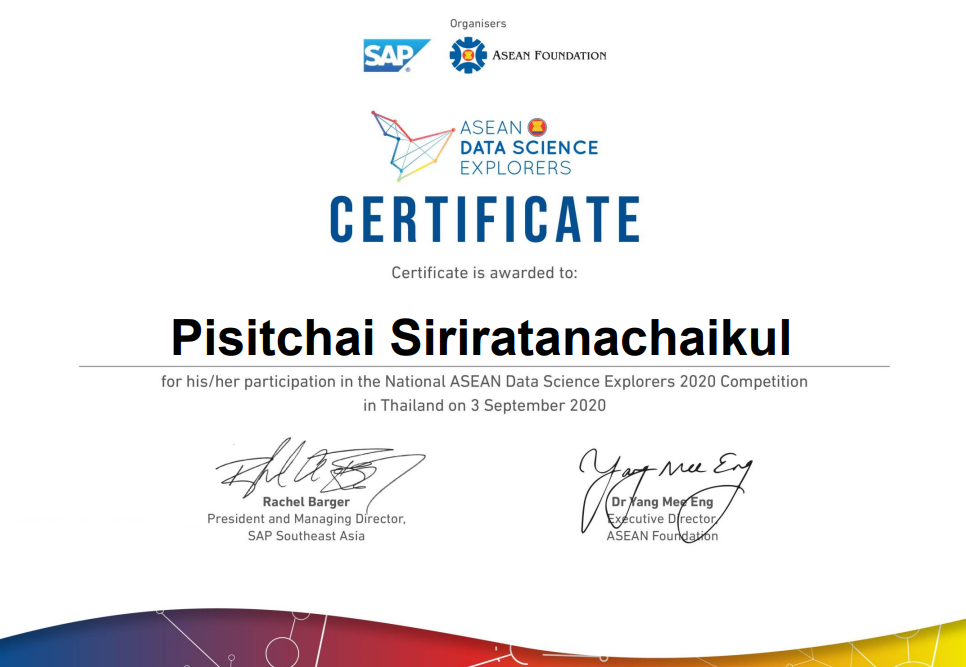 Organisers
SAP
ASEAN FOUNDATION
ASEAN
DATA SCIENCE
EXPLORERS
CERTIFICATE
Certificate is awarded to:
Pisitchai Siriratanachaikul
for his/her participation in the National ASEAN Data Science Explorers 2020 Competition
in Thailand on 3 September 2020
Yang Mee Eng
Rachel Barger
President and Managing Director,
SAP Southeast Asia
Dr Yang Mee Eng
Executive Director,
ASEAN Foundation